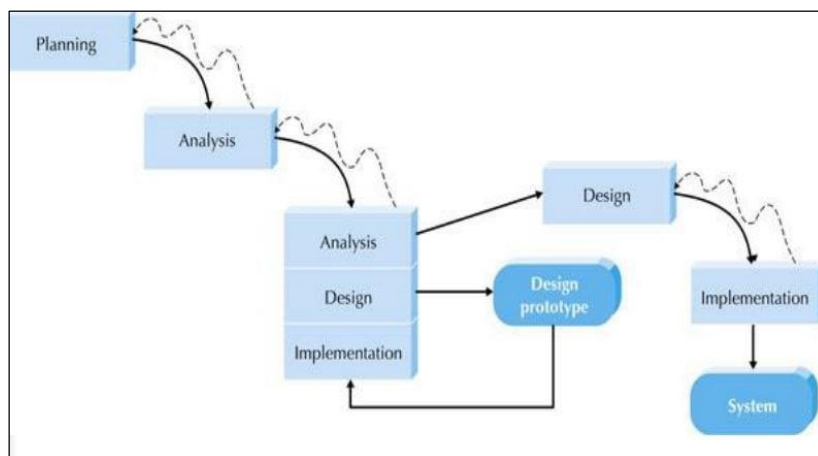 Planning
Analysis
Analysis
Design
Implementation
Design
prototype
Design
Implementation
System